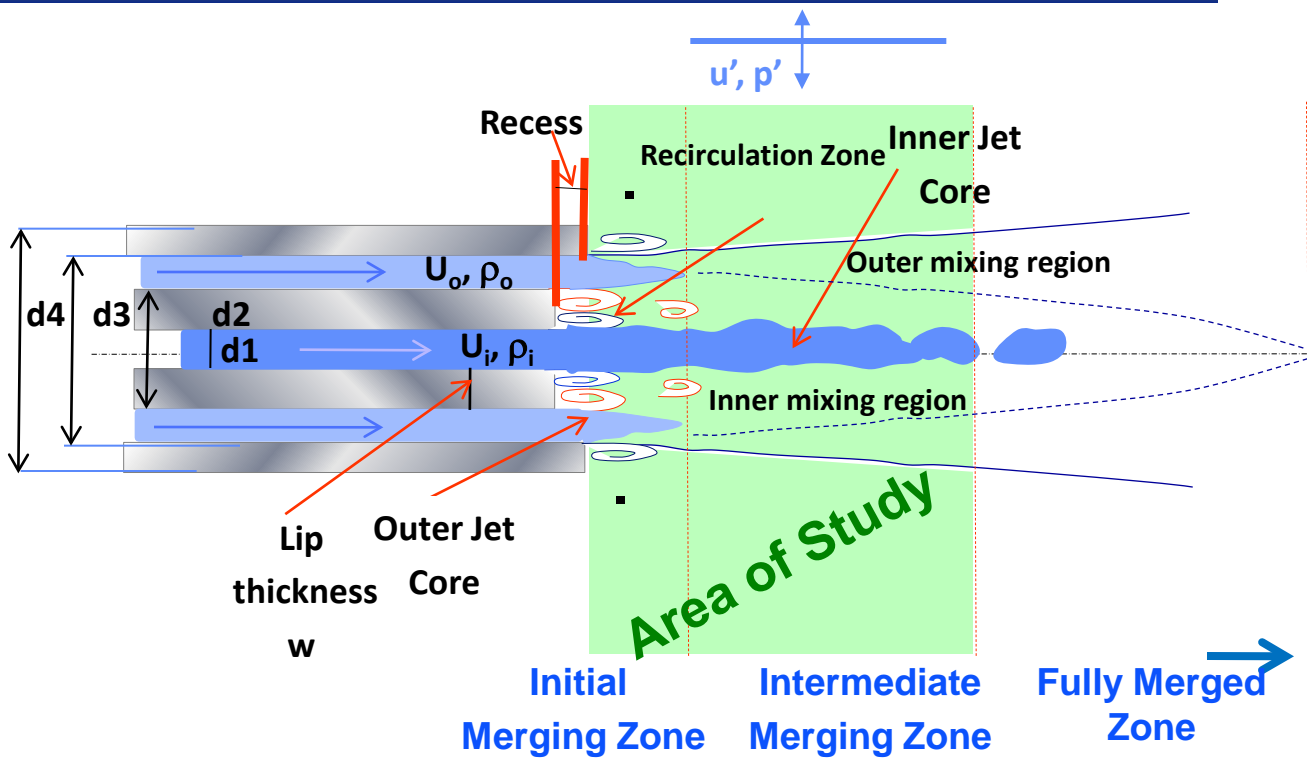 u', p'
Recess
Recirculation Zone
Inner Jet
Core
Outer mixing region
Uₒ, ρₒ
d4
d3
d2
d1
Uᵢ, ρᵢ
Inner mixing region
Lip
thickness
w
Outer Jet
Core
Area of Study
Initial
Merging Zone
Intermediate
Merging Zone
Fully Merged
Zone